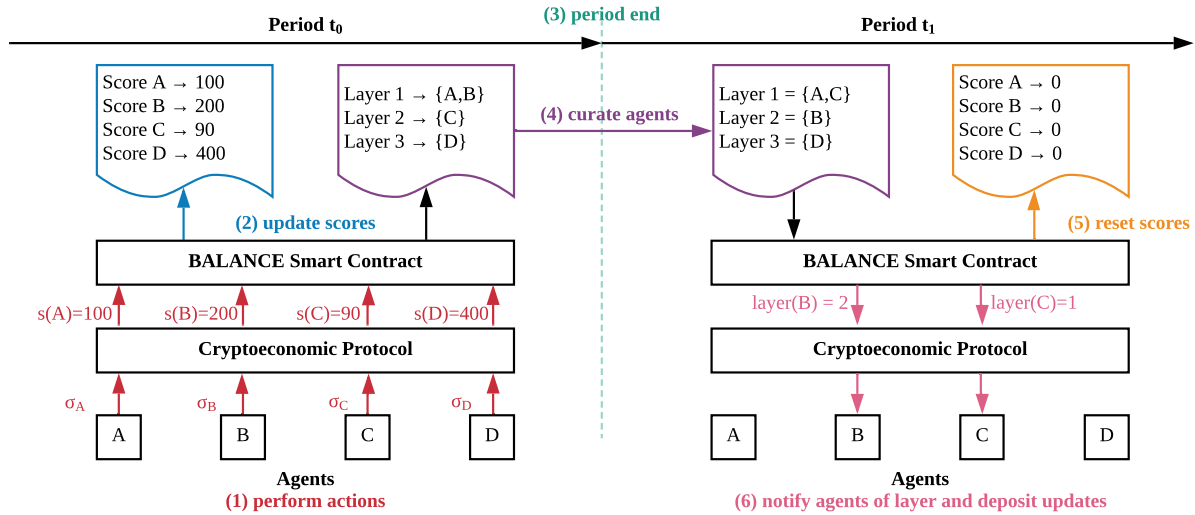 Period t₀
(3) period end
Period t₁
Score A → 100
Score B → 200
Score C → 90
Score D → 400
Layer 1 → {A,B}
Layer 2 → {C}
Layer 3 → {D}
(4) curate agents
Layer 1 = {A,C}
Layer 2 = {B}
Layer 3 = {D}
Score A → 0
Score B → 0
Score C → 0
Score D → 0
(2) update scores
(5) reset scores
BALANCE Smart Contract
BALANCE Smart Contract
s(A)=100
s(B)=200
s(C)=90
s(D)=400
layer(B) = 2
layer(C)=1
Cryptoeconomic Protocol
Cryptoeconomic Protocol
σA
σB
σC
σD
A
B
C
D
A
B
C
D
Agents
(1) perform actions
Agents
(6) notify agents of layer and deposit updates